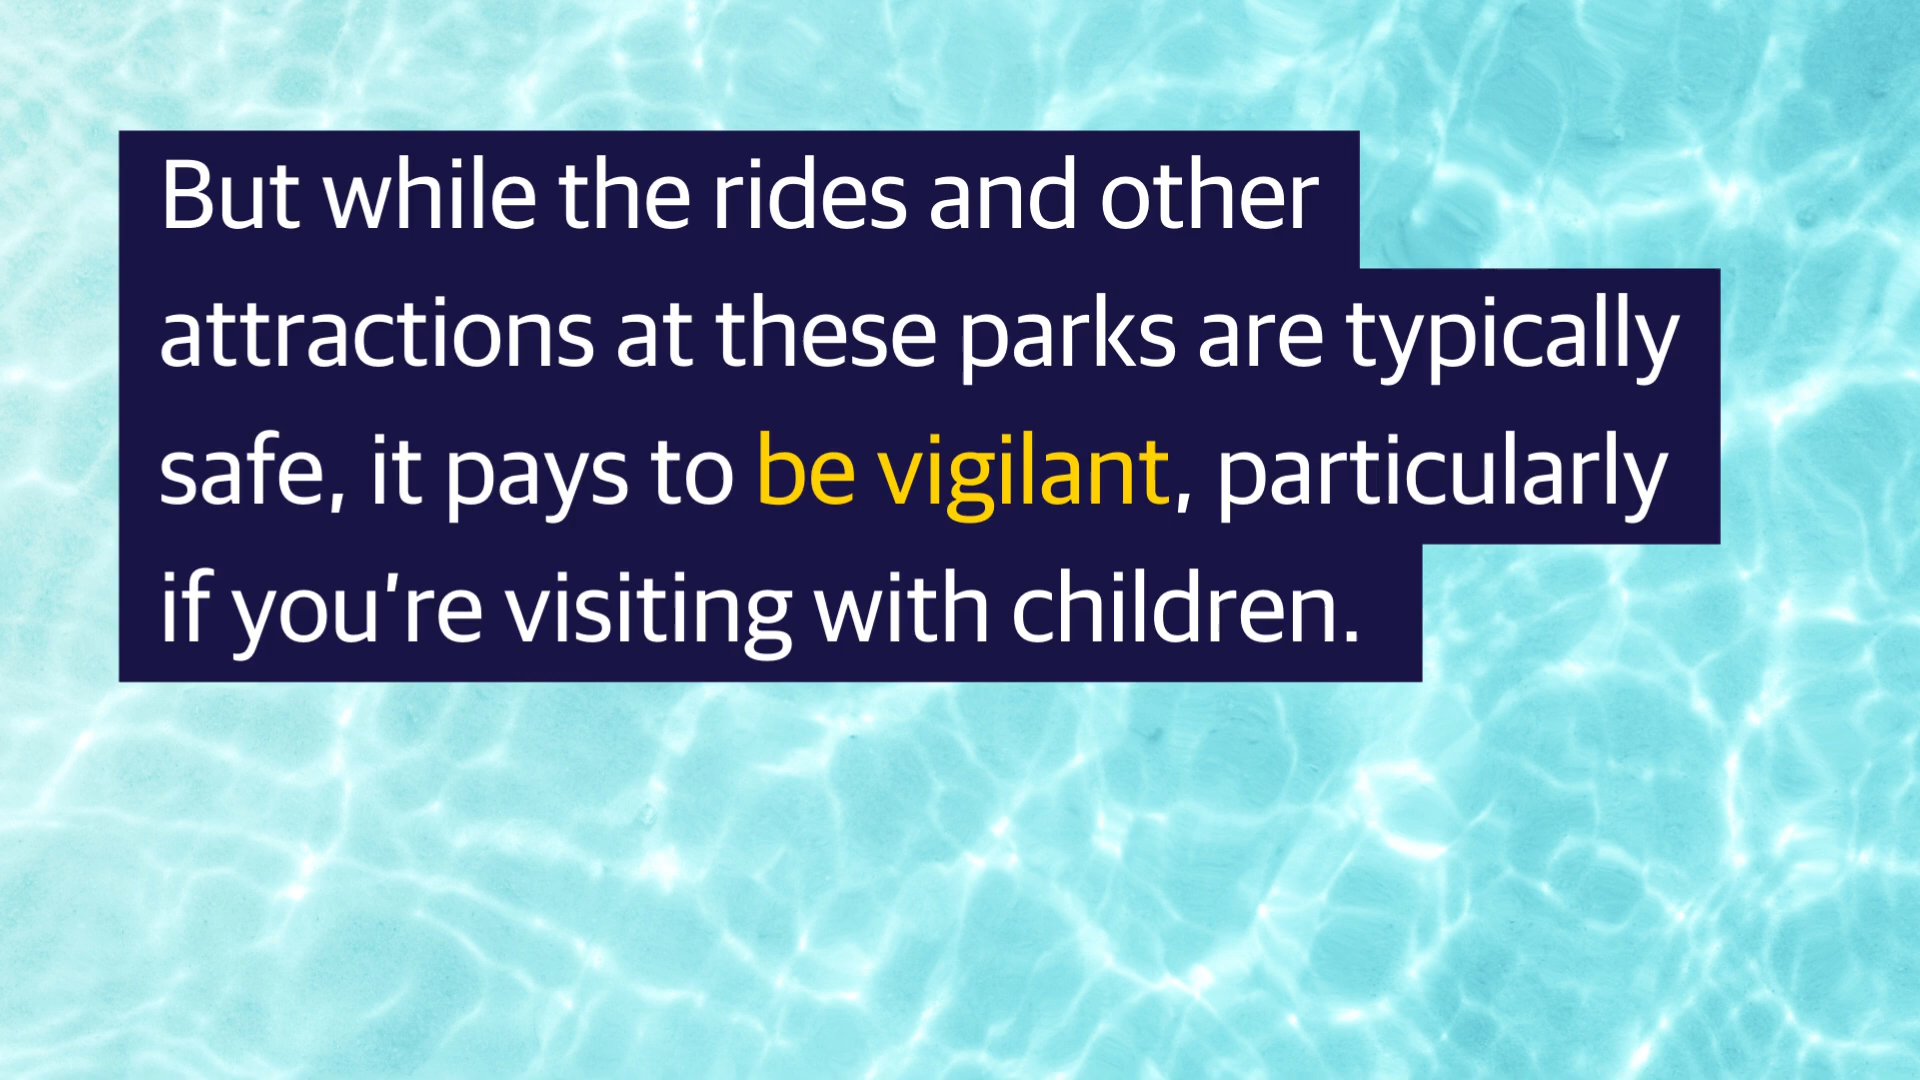 But while the rides and other
attractions at these parks are typically
safe, it pays to be vigilant, particularly
if you’re visiting with children.